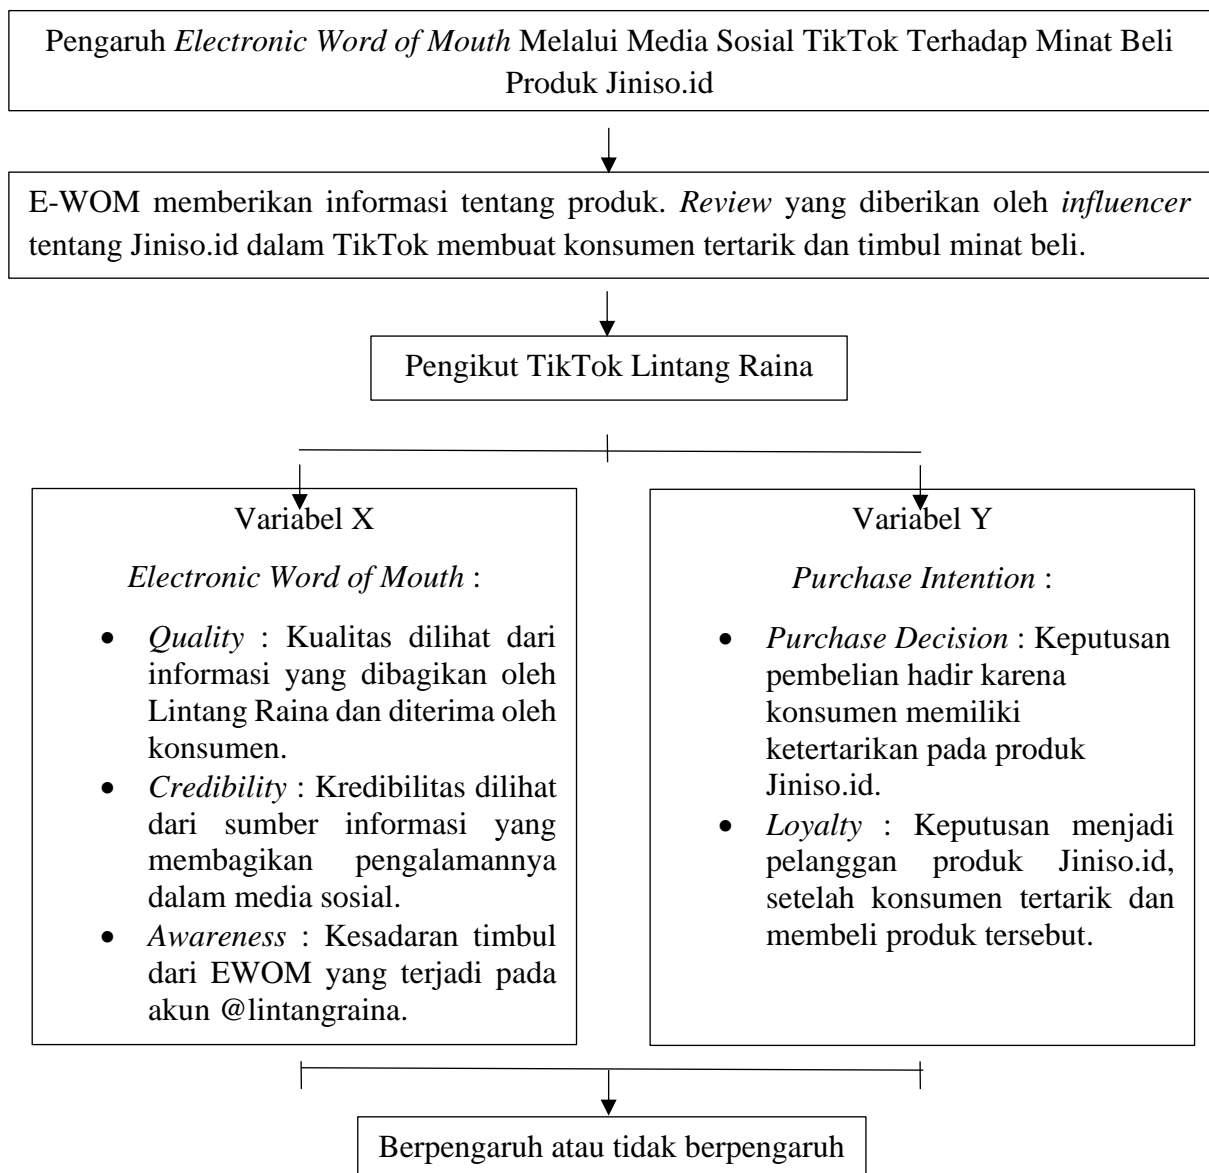 Pengaruh Electronic Word of Mouth Melalui Media Sosial TikTok Terhadap Minat Beli
Produk Jiniso.id
E-WOM memberikan informasi tentang produk. Review yang diberikan oleh influencer
tentang Jiniso.id dalam TikTok membuat konsumen tertarik dan timbul minat beli.
Pengikut TikTok Lintang Raina
Variabel X
Electronic Word of Mouth :
• Quality : Kualitas dilihat dari
informasi yang dibagikan oleh
Lintang Raina dan diterima oleh
konsumen.
• Credibility : Kredibilitas dilihat
dari sumber informasi yang
membagikan pengalamannya
dalam media sosial.
• Awareness : Kesadaran timbul
dari EWOM yang terjadi pada
akun @lintangraina.
Variabel Y
Purchase Intention :
• Purchase Decision : Keputusan
pembelian hadir karena
konsumen memiliki
ketertarikan pada produk
Jiniso.id.
• Loyalty : Keputusan menjadi
pelanggan produk Jiniso.id,
setelah konsumen tertarik dan
membeli produk tersebut.
Berpengaruh atau tidak berpengaruh